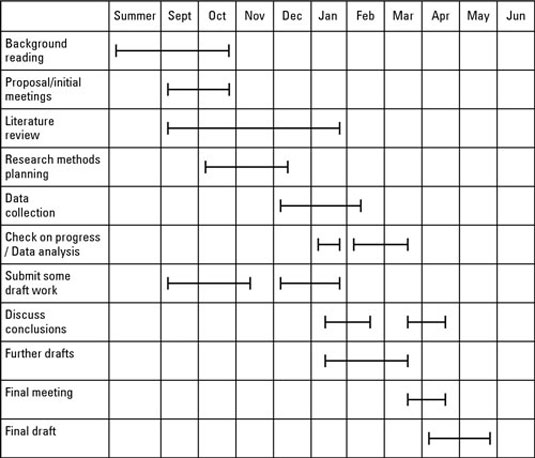 Summer Sept Oct Nov Dec Jan Feb Mar Apr May Jun
Background
reading
Proposal/initial
meetings
Literature
review
Research methods
planning
Data
collection
Check on progress
/ Data analysis
Submit some
draft work
Discuss
conclusions
Further drafts
Final meeting
Final draft